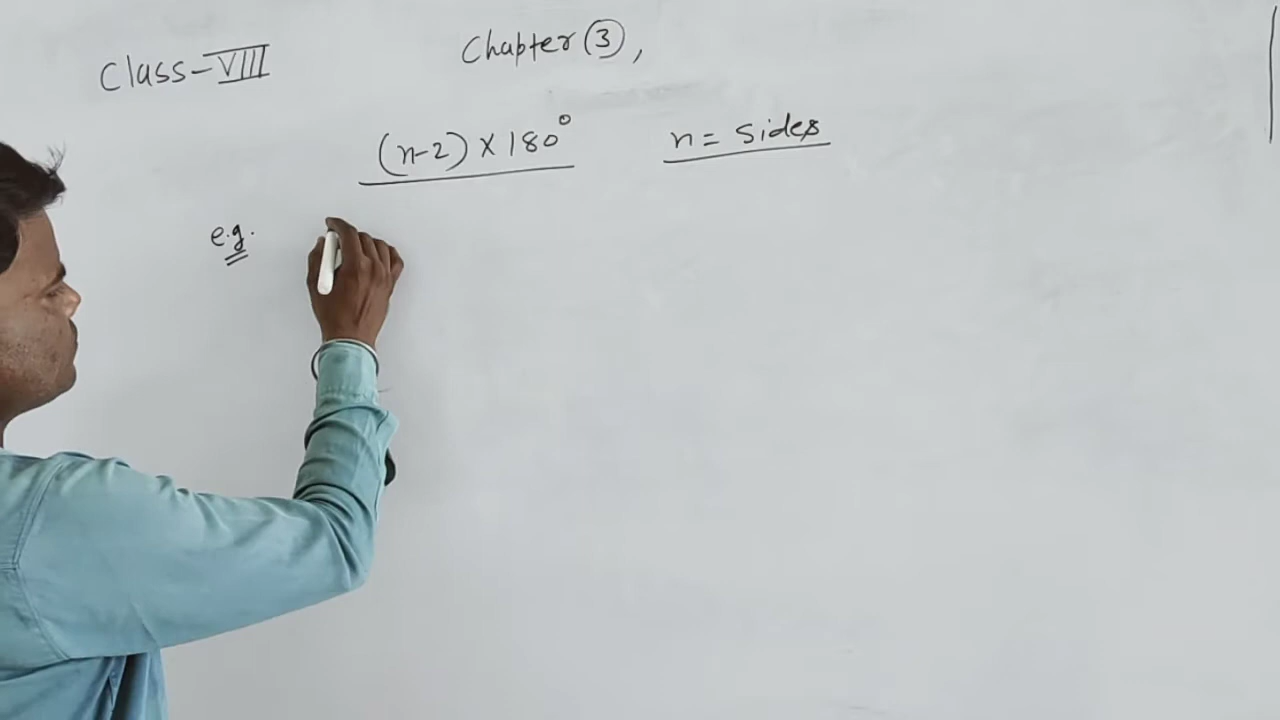 Class-VIII
Chapter 3,
(n-2) × 180°
n = sides
e.g.